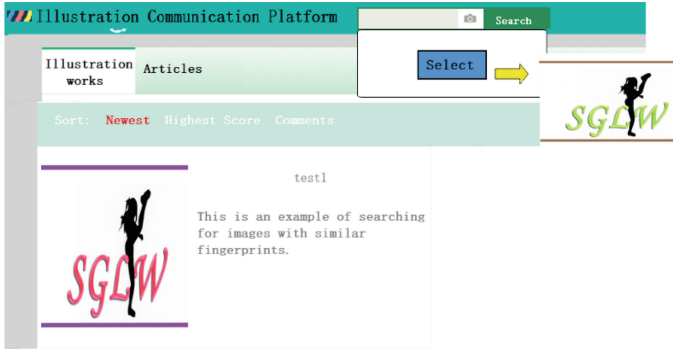 Illustration Communication Platform
Search
Select
Illustration works
Articles
SGLW
Sort: Newest Highest Score Comments
test1
This is an example of searching
for images with similar
fingerprints.
SGLW